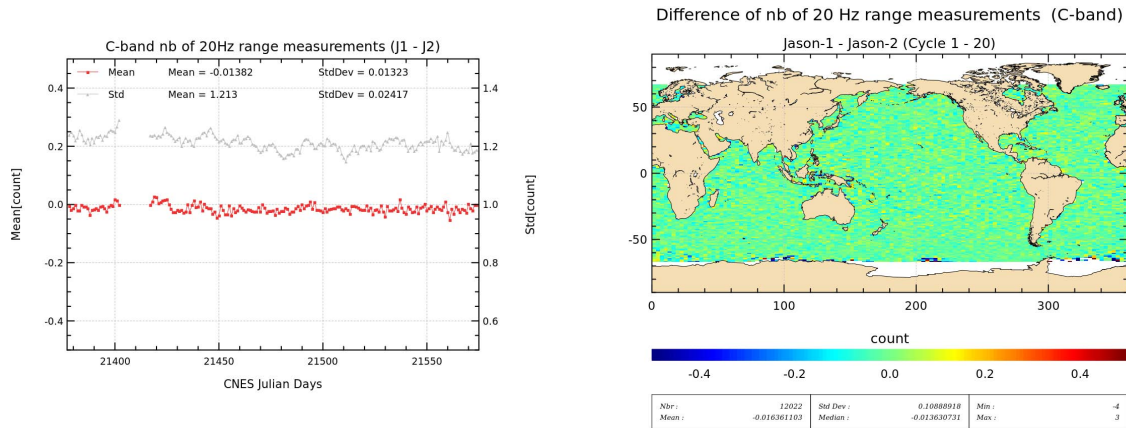 C-band nb of 20Hz range measurements (J1 - J2)
Mean Mean = -0.01382 StdDev = 0.01323
Std Mean = 1.213 StdDev = 0.02417
Mean[count]
0.4
0.2
0.0
-0.2
-0.4
1.4
1.2
1.0
0.8
0.6
Std[count]
21400 21450 21500 21550
CNES Julian Days
Difference of nb of 20 Hz range measurements (C-band)
Jason-1 - Jason-2 (Cycle 1 - 20)
50
0
-50
0 100 200 300
count
-0.4 -0.2 0.0 0.2 0.4
Nbr : 12022 Std Dev : 0.10888918 Min : -4
Mean : -0.016361103 Median : -0.013630731 Max : 3